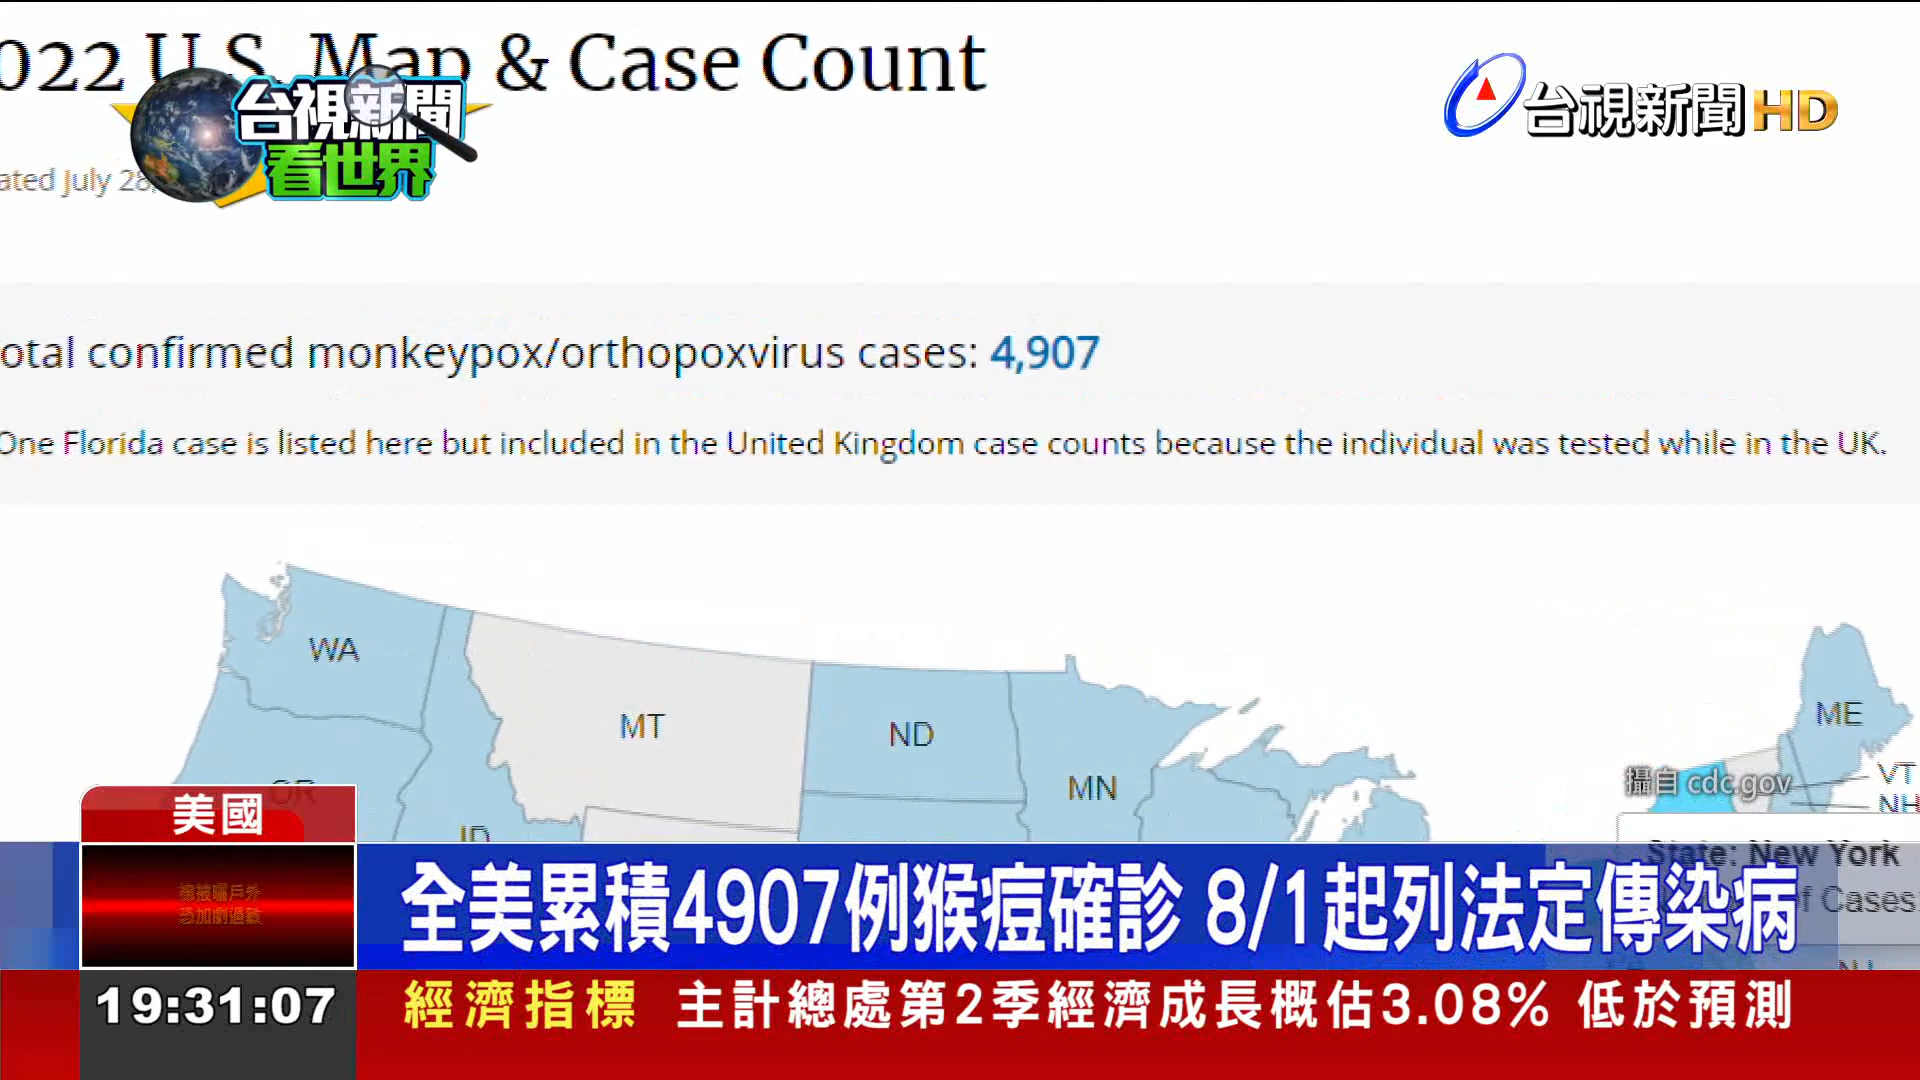 022 U.S. Map & Case Count
台視新聞
看世界
台視新聞HD
ated July 28,
otal confirmed monkeypox/orthopoxvirus cases: 4,907
One Florida case is listed here but included in the United Kingdom case counts because the individual was tested while in the UK.
WA
MT
ND
MN
ME
OR
ID
VT
NH
攝自 cdc.gov
State: New York
of Cases
NJ
美國
全美累積4907例猴痘確診 8/1起列法定傳染病
19:31:07
經濟指標 主計總處第2季經濟成長概估3.08% 低於預測